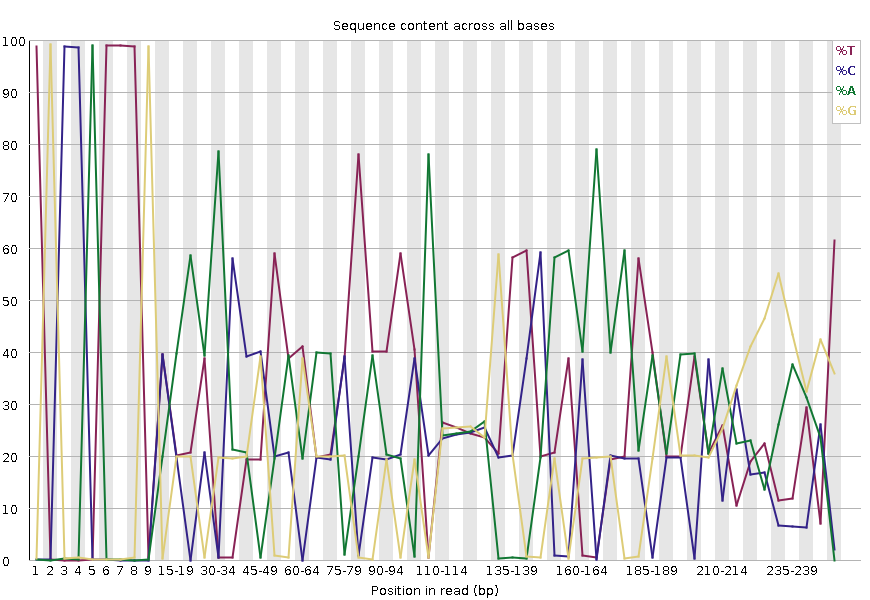 Sequence content across all bases
%T
%C
%A
%G
100
90
80
70
60
50
40
30
20
10
0
1 2 3 4 5 6 7 8 9 15-19 30-34 45-49 60-64 75-79 90-94 110-114 135-139 160-164 185-189 210-214 235-239
Position in read (bp)